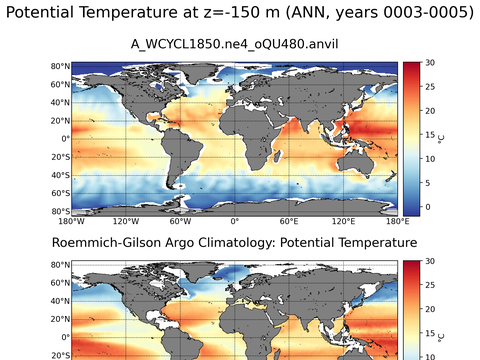 Potential Temperature at z=-150 m (ANN, years 0003-0005)
A_WCYCL1850.ne4_oQU480.anvil
80°N
60°N
40°N
20°N
0°
20°S
40°S
60°S
80°S
180°W 120°W 60°W 0° 60°E 120°E 180°E
30
25
20
15
10
5
0
°C
Roemmich-Gilson Argo Climatology: Potential Temperature
80°N
60°N
40°N
20°N
0°
20°S
30
25
20
15
10
°C